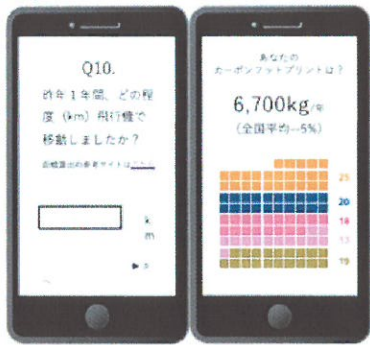 Q10.
昨年1年間、どの程
度（km）飛行機で
移動しましたか？
距離算出の参考サイトはこちら
k
m
あなたの
カーボンフットプリントは？
6,700kg/年
（全国平均–5%）
25
20
18
13
19